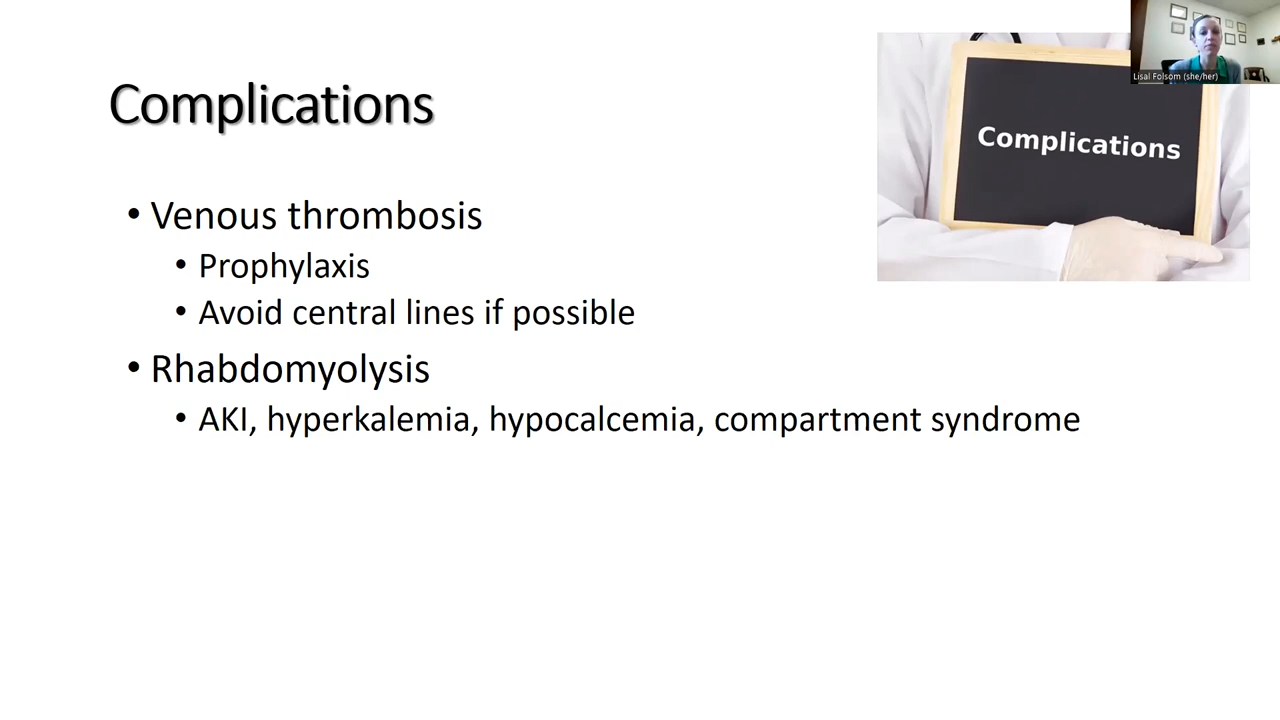 Complications
Complications
Lisal Folsom (she/her)
• Venous thrombosis
• Prophylaxis
• Avoid central lines if possible
• Rhabdomyolysis
• AKI, hyperkalemia, hypocalcemia, compartment syndrome